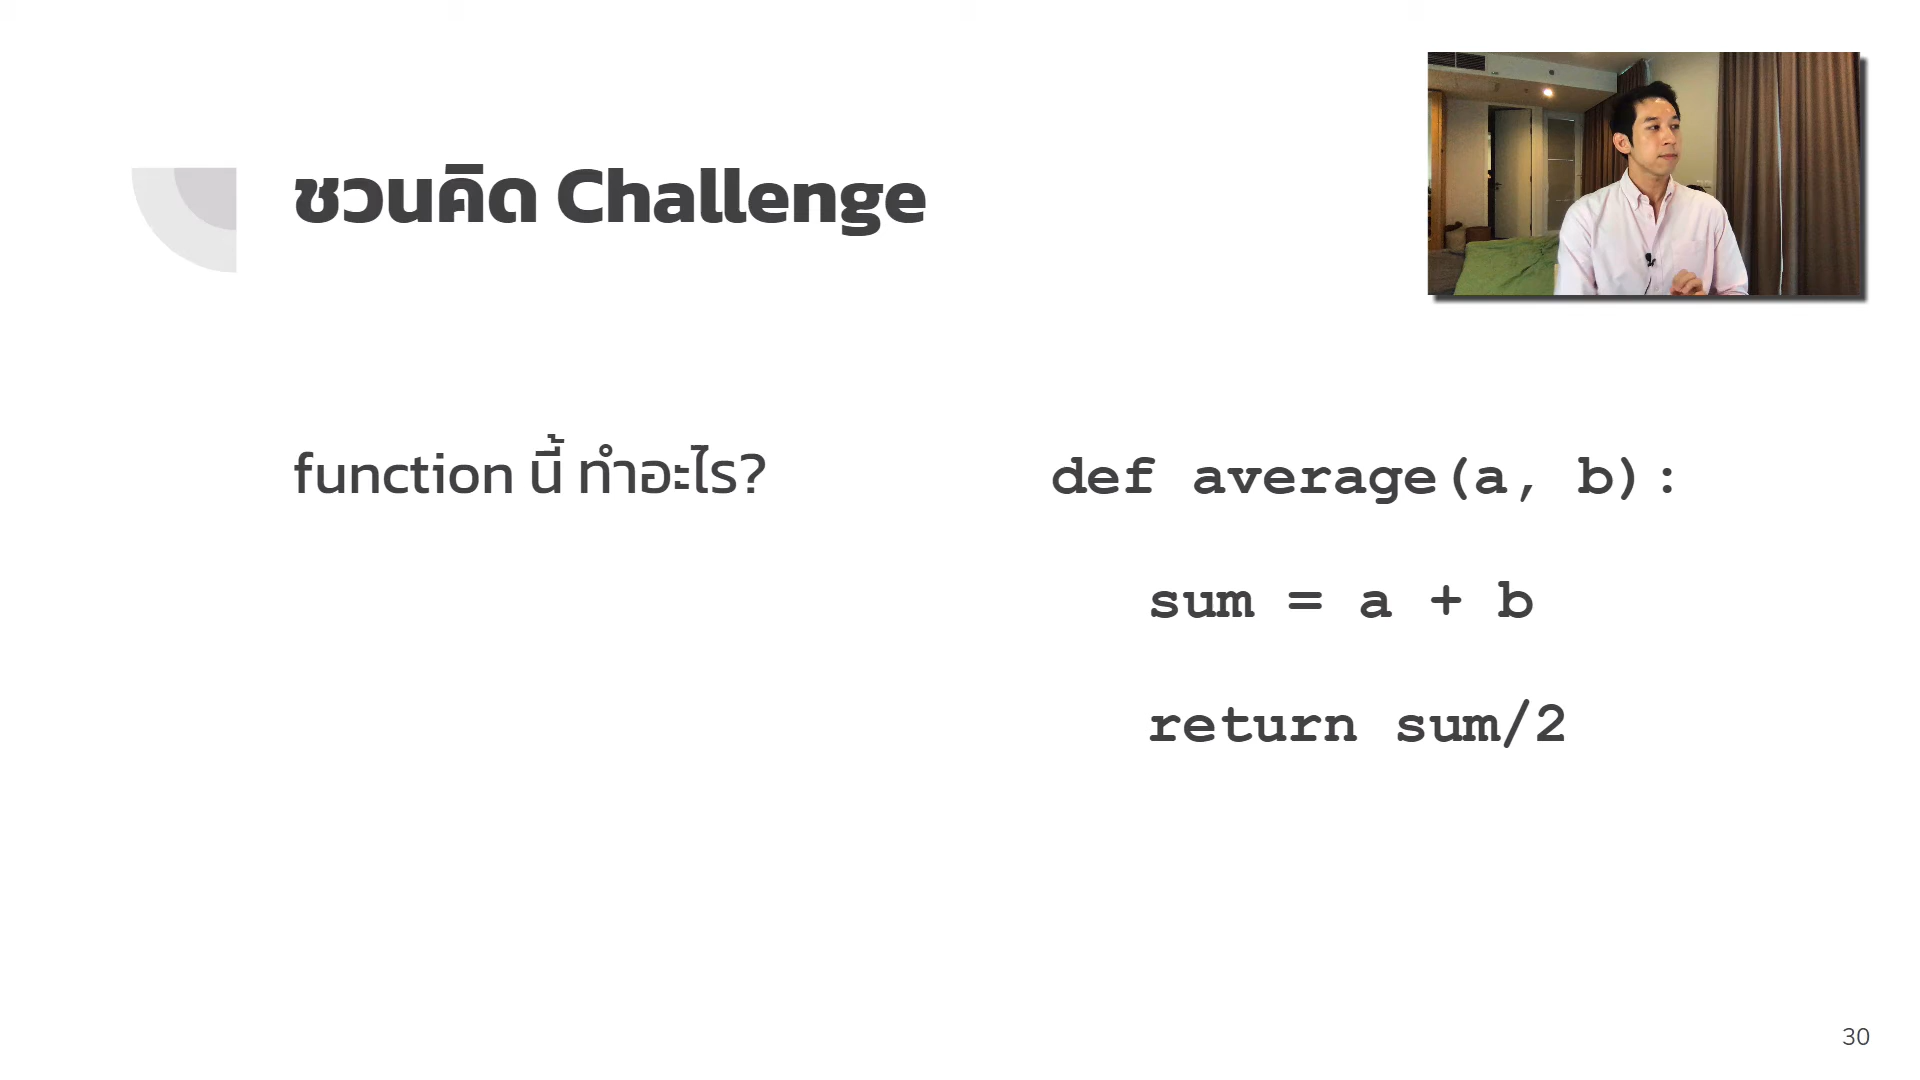 ชวนคิด Challenge
function นี้ ทำอะไร?
def average(a, b):
sum = a + b
return sum/2
30